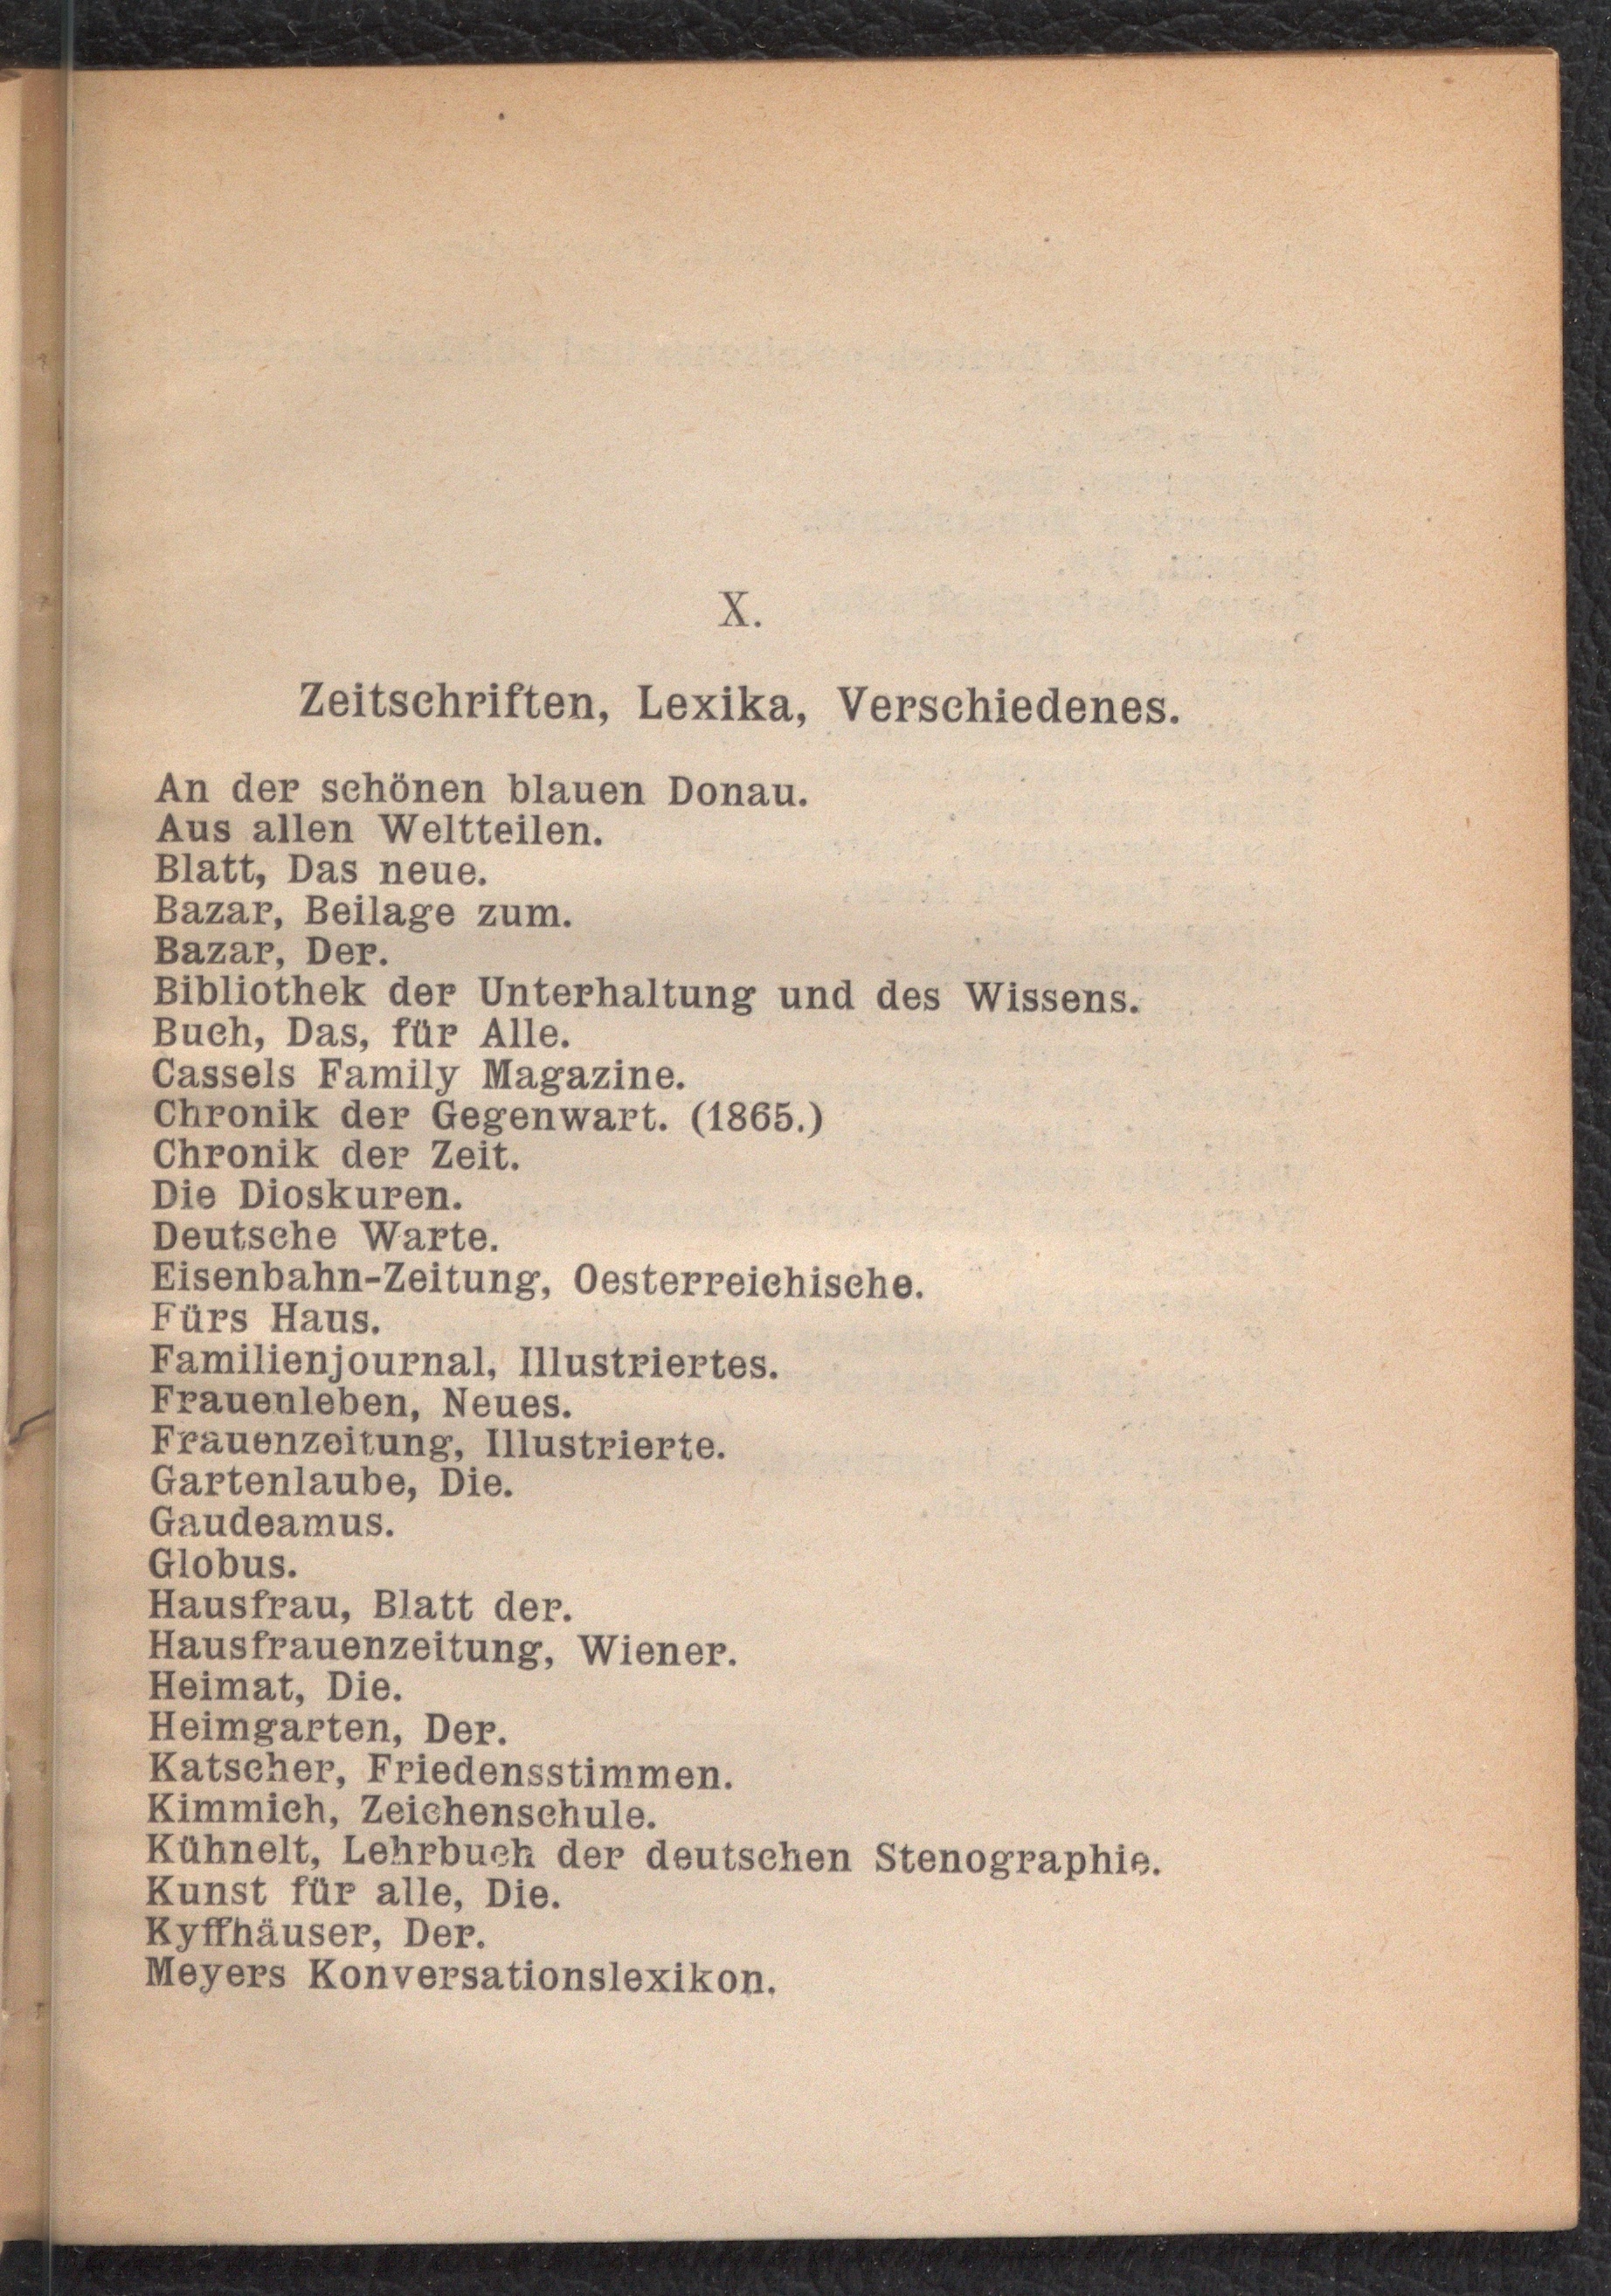 X.
Zeitschriften, Lexika, Verschiedenes.
An der schönen blauen Donau.
Aus allen Weltteilen.
Blatt, Das neue.
Bazar, Beilage zum.
Bazar, Der.
Bibliothek der Unterhaltung und des Wissens.
Buch, Das, für Alle.
Cassels Family Magazine.
Chronik der Gegenwart. (1865.)
Chronik der Zeit.
Die Dioskuren.
Deutsche Warte.
Eisenbahn-Zeitung, Oesterreichische.
Fürs Haus.
Familienjournal, Illustriertes.
Frauenleben, Neues.
Frauenzeitung, Illustrierte.
Gartenlaube, Die.
Gaudeamus.
Globus.
Hausfrau, Blatt der.
Hausfrauenzeitung, Wiener.
Heimat, Die.
Heimgarten, Der.
Katscher, Friedensstimmen.
Kimmich, Zeichenschule.
Kühnelt, Lehrbuch der deutschen Stenographie.
Kunst für alle, Die.
Kyffhäuser, Der.
Meyers Konversationslexikon.